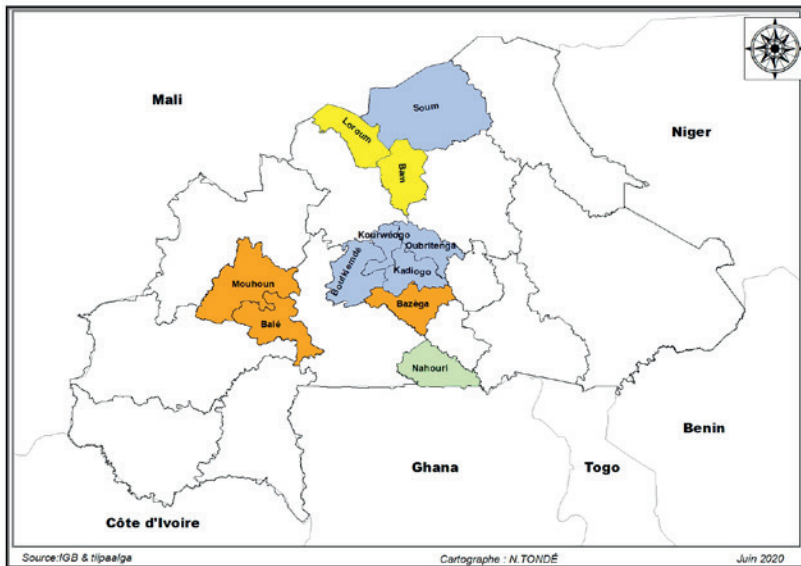 Mali
Soum
Niger
Loroum
Bam
Kourwéogo
Oubritenga
Boulkiemdé
Kadiogo
Mouhoun
Bazèga
Balé
Nahouri
Benin
Ghana
Togo
Côte d'Ivoire
Source:IGB & tiipaalga
Cartographe : N.TONDÉ
Juin 2020